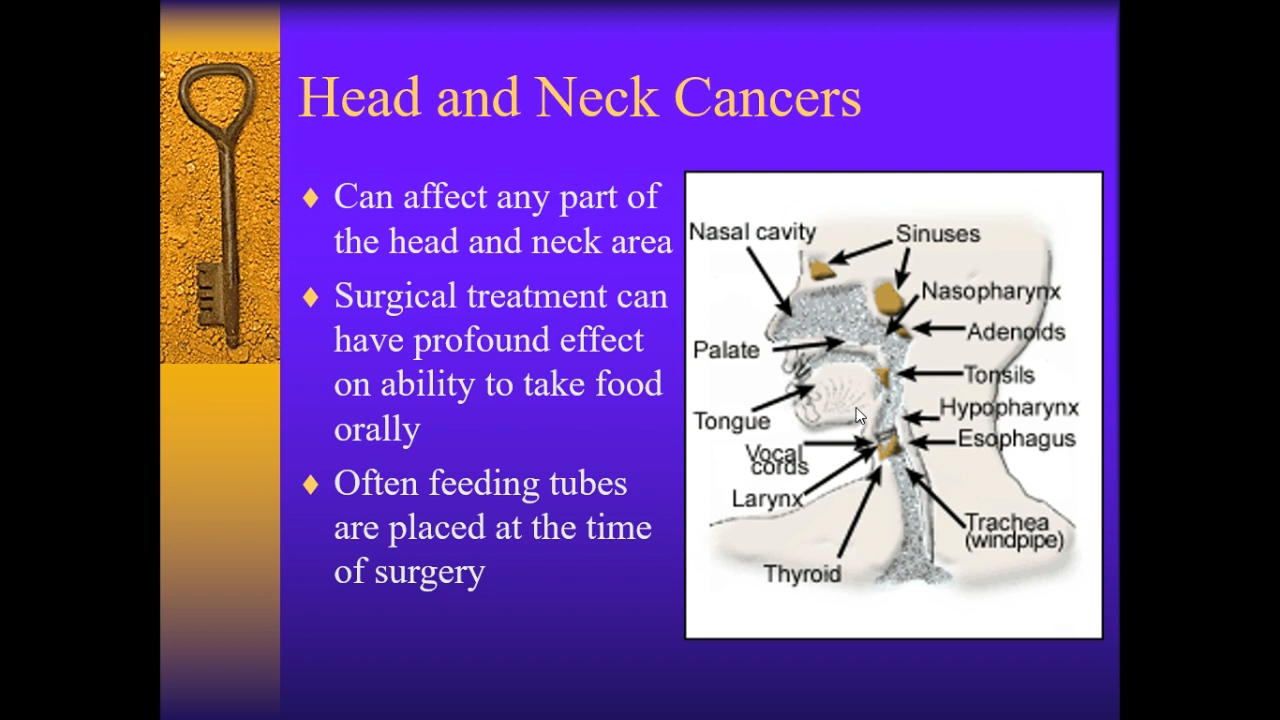 Head and Neck Cancers
Can affect any part of
the head and neck area
Surgical treatment can
have profound effect
on ability to take food
orally
Often feeding tubes
are placed at the time
of surgery
Nasal cavity
Sinuses
Nasopharynx
Adenoids
Palate
Tonsils
Hypopharynx
Tongue
Esophagus
Vocal
cords
Larynx
Trachea
(windpipe)
Thyroid